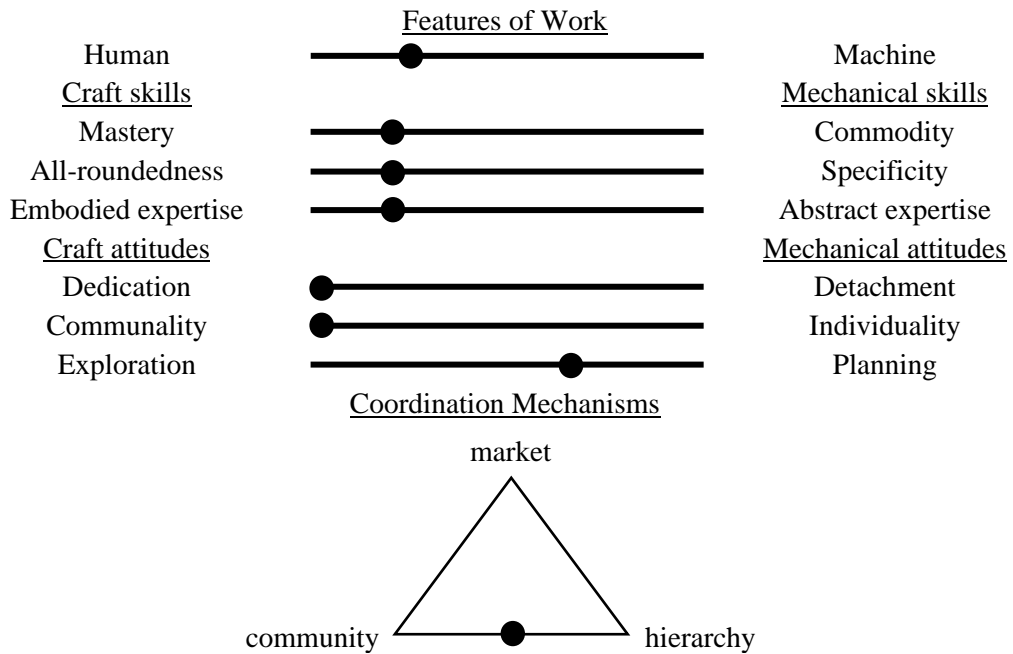 Features of Work
Human Machine
Craft skills Mechanical skills
Mastery Commodity
All-roundedness Specificity
Embodied expertise Abstract expertise
Craft attitudes Mechanical attitudes
Dedication Detachment
Communality Individuality
Exploration Planning
Coordination Mechanisms
market
community hierarchy